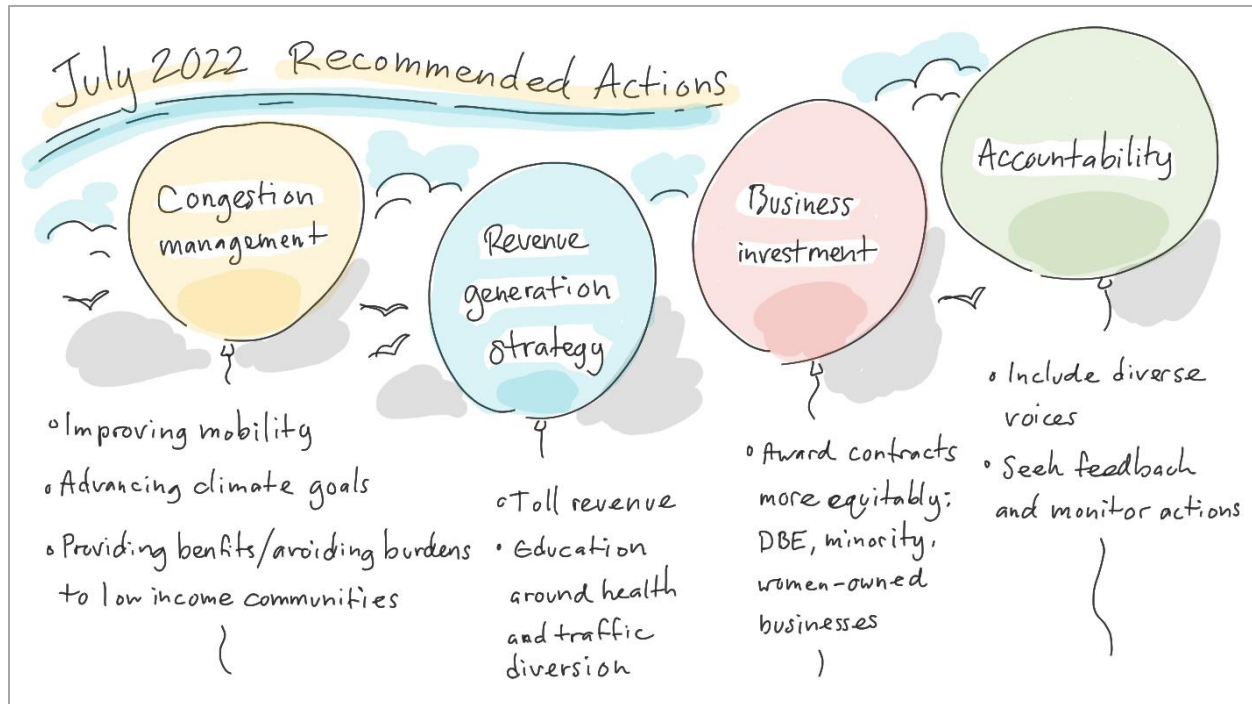 July 2022 Recommended Actions
Congestion
management
• Improving mobility
• Advancing climate goals
• Providing benfits/avoiding burdens
to low income communities
Revenue
generation
strategy
• Toll revenue
• Education
around health
and traffic
diversion
Business
investment
• Award contracts
more equitably:
DBE, minority,
women-owned
businesses
Accountability
• Include diverse
voices
• Seek feedback
and monitor actions